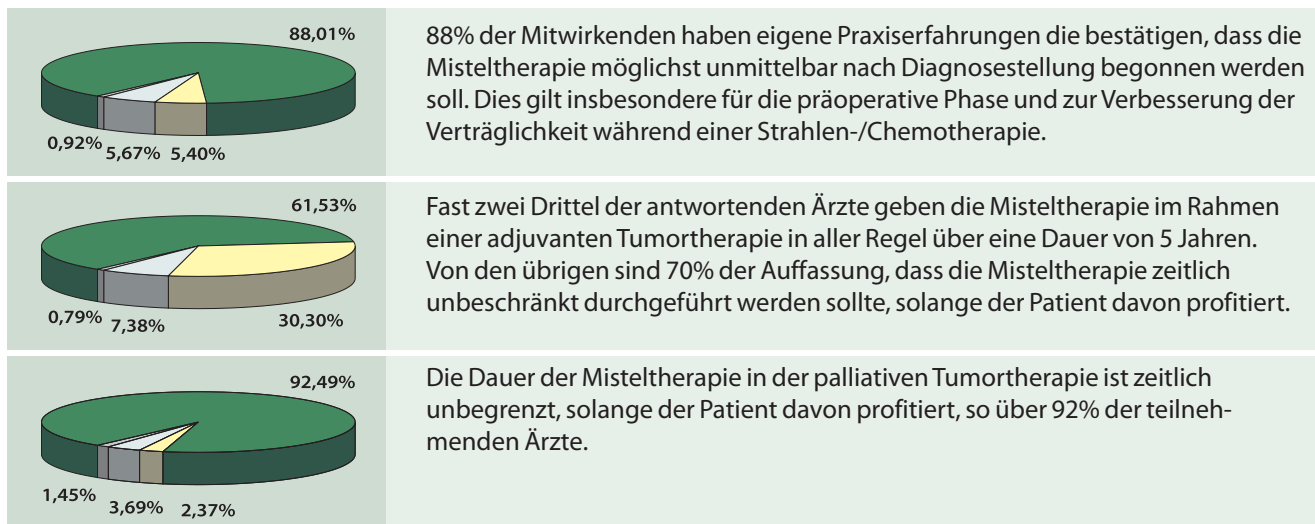 88,01%
0,92%
5,67%
5,40%
88% der Mitwirkenden haben eigene Praxiserfahrungen die bestätigen, dass die
Misteltherapie möglichst unmittelbar nach Diagnosestellung begonnen werden
soll. Dies gilt insbesondere für die präoperative Phase und zur Verbesserung der
Verträglichkeit während einer Strahlen-/Chemotherapie.
61,53%
0,79%
7,38%
30,30%
Fast zwei Drittel der antwortenden Ärzte geben die Misteltherapie im Rahmen
einer adjuvanten Tumortherapie in aller Regel über eine Dauer von 5 Jahren.
Von den übrigen sind 70% der Auffassung, dass die Misteltherapie zeitlich
unbeschränkt durchgeführt werden sollte, solange der Patient davon profitiert.
92,49%
1,45%
3,69%
2,37%
Die Dauer der Misteltherapie in der palliativen Tumortherapie ist zeitlich
unbegrenzt, solange der Patient davon profitiert, so über 92% der teilneh-
menden Ärzte.